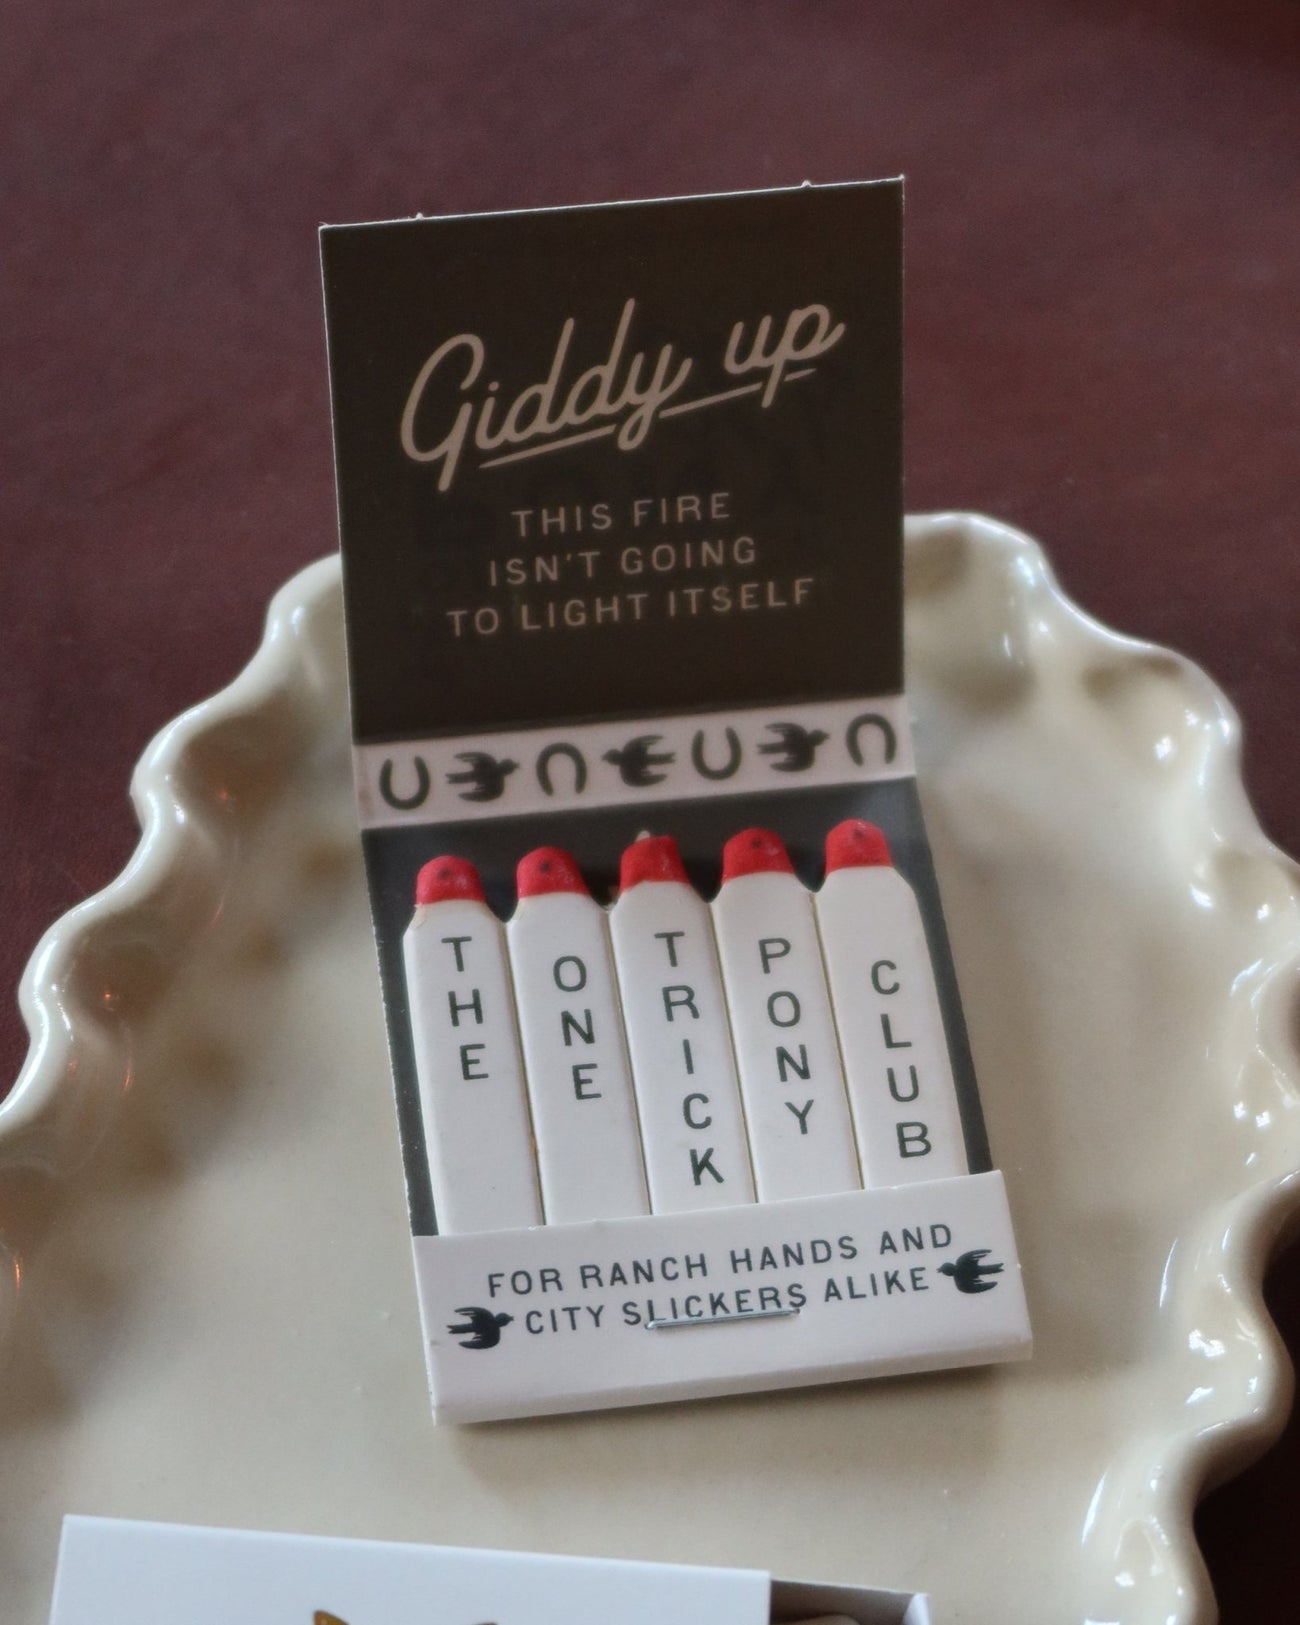 Giddy up
THIS FIRE
ISN'T GOING
TO LIGHT ITSELF
THE
ONE
TRICK
PONY
CLUB
FOR RANCH HANDS AND
CITY SLICKERS ALIKE